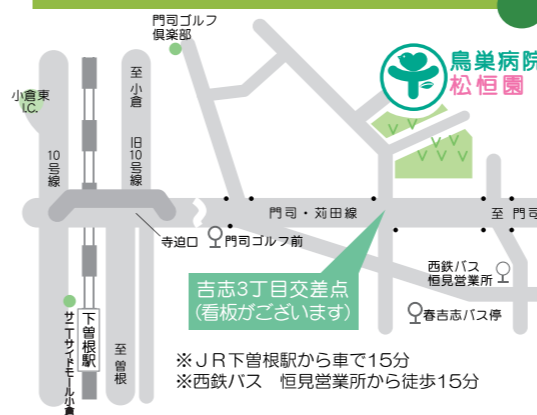 門司ゴルフ
倶楽部
鳥巣病院
松恒園
小倉東
I.C.
至 小倉
旧10号線
10号線
門司・苅田線
至 門司
寺迫口
門司ゴルフ前
吉志3丁目交差点
(看板がございます)
西鉄バス
恒見営業所
春吉志バス停
下曽根駅
サニーサイドモール小倉
至 曽根
※ＪＲ下曽根駅から車で15分
※西鉄バス　恒見営業所から徒歩15分